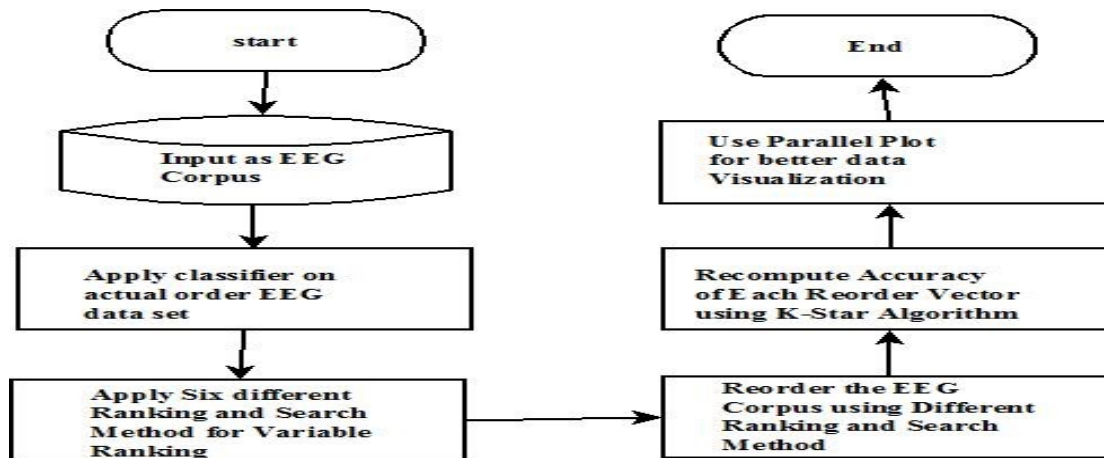 start
Input as EEG
Corpus
Apply classifier on
actual order EEG
data set
Apply Six different
Ranking and Search
Method for Variable
Ranking
Reorder the EEG
Corpus using Different
Ranking and Search
Method
Recompute Accuracy
of Each Reorder Vector
using K-Star Algorithm
Use Parallel Plot
for better data
Visualization
End